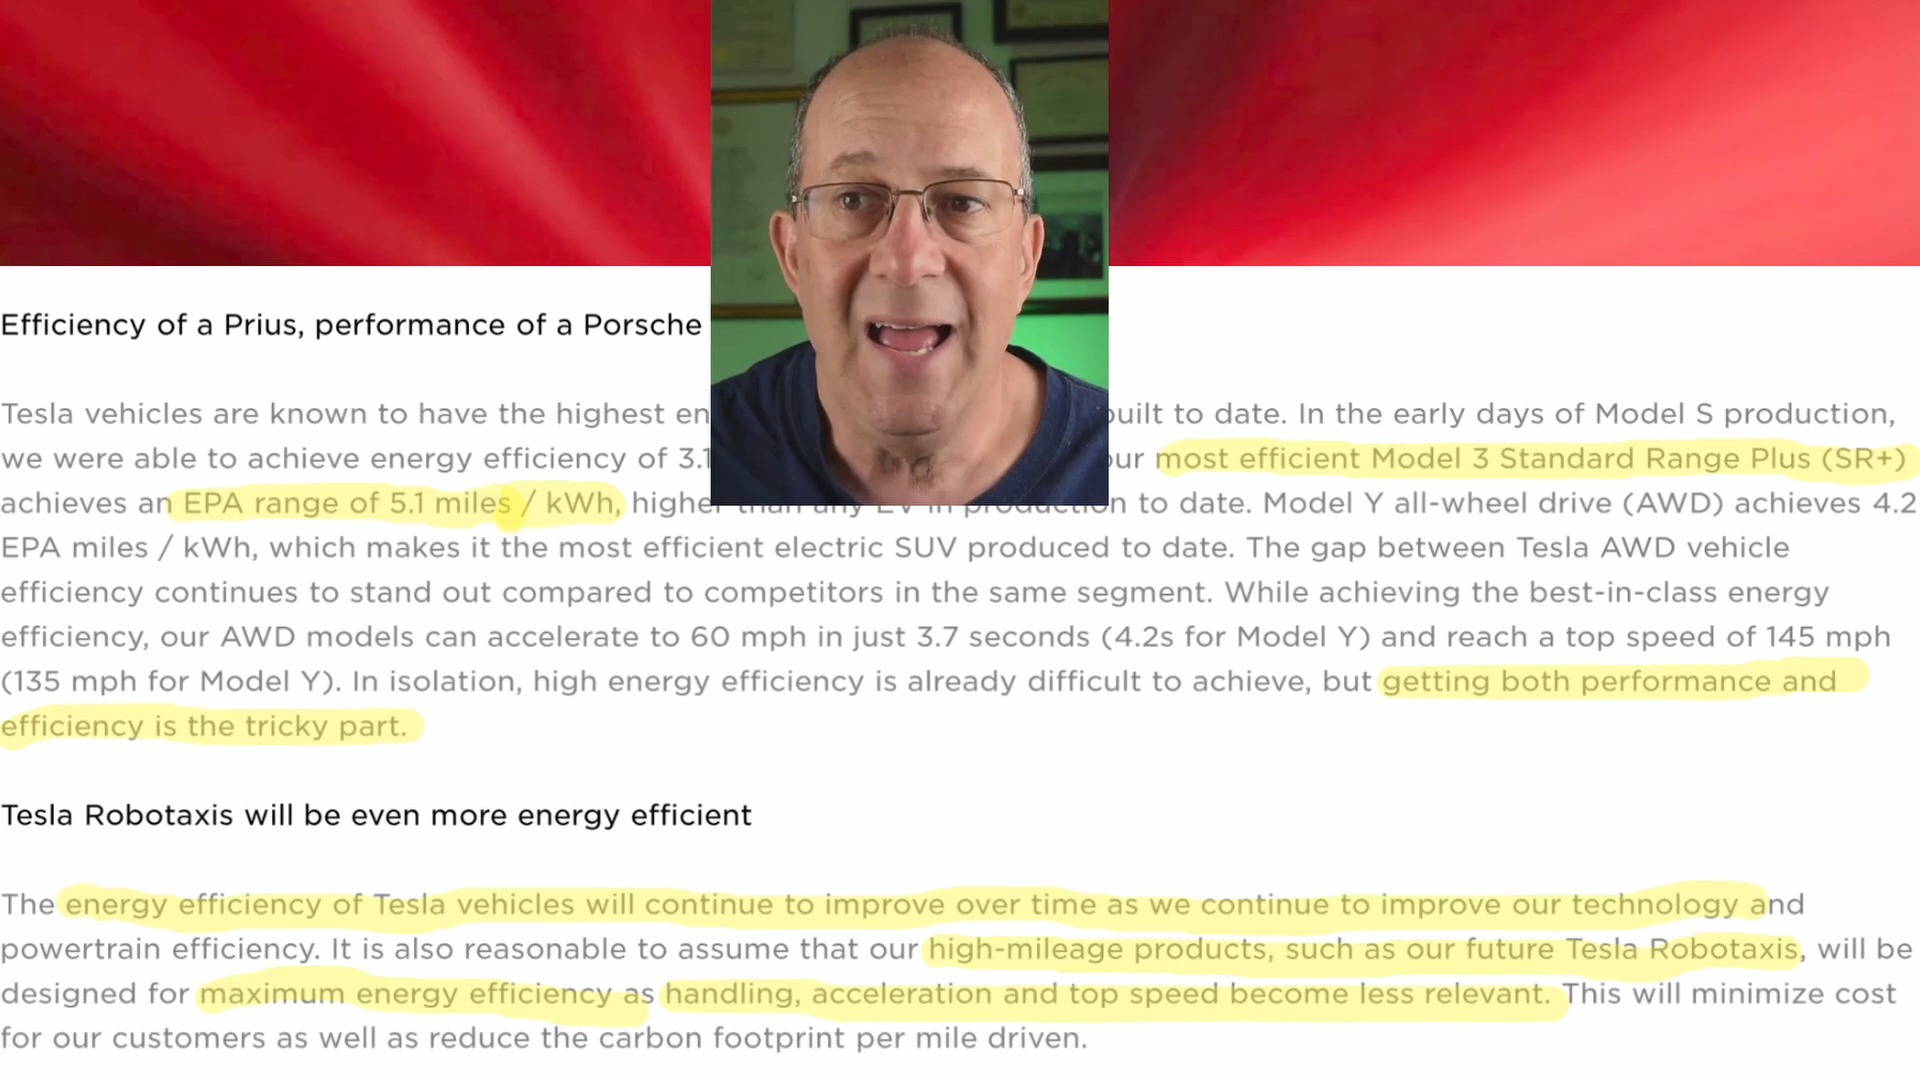 Efficiency of a Prius, performance of a Porsche
Tesla vehicles are known to have the highest en built to date. In the early days of Model S production,
we were able to achieve energy efficiency of 3.1 our most efficient Model 3 Standard Range Plus (SR+)
achieves an EPA range of 5.1 miles / kWh, higher than any EV in production to date. Model Y all-wheel drive (AWD) achieves 4.2
EPA miles / kWh, which makes it the most efficient electric SUV produced to date. The gap between Tesla AWD vehicle
efficiency continues to stand out compared to competitors in the same segment. While achieving the best-in-class energy
efficiency, our AWD models can accelerate to 60 mph in just 3.7 seconds (4.2s for Model Y) and reach a top speed of 145 mph
(135 mph for Model Y). In isolation, high energy efficiency is already difficult to achieve, but getting both performance and
efficiency is the tricky part.
Tesla Robotaxis will be even more energy efficient
The energy efficiency of Tesla vehicles will continue to improve over time as we continue to improve our technology and
powertrain efficiency. It is also reasonable to assume that our high-mileage products, such as our future Tesla Robotaxis, will be
designed for maximum energy efficiency as handling, acceleration and top speed become less relevant. This will minimize cost
for our customers as well as reduce the carbon footprint per mile driven.